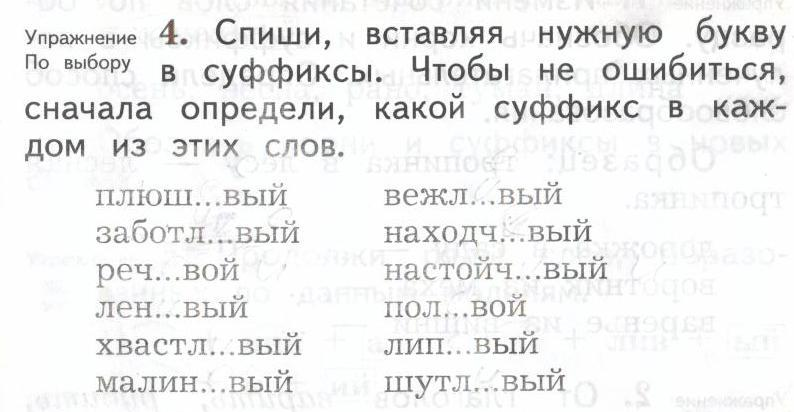 Упражнение 4. Спиши, вставляя нужную букву
По выбору в суффиксы. Чтобы не ошибиться,
сначала определи, какой суффикс в каж-
дом из этих слов.
плюш...вый вежл...вый
заботл...вый находч...вый
реч...вой настойч...вый
лен...вый пол...вой
хвастл...вый лип...вый
малин...вый шутл...вый